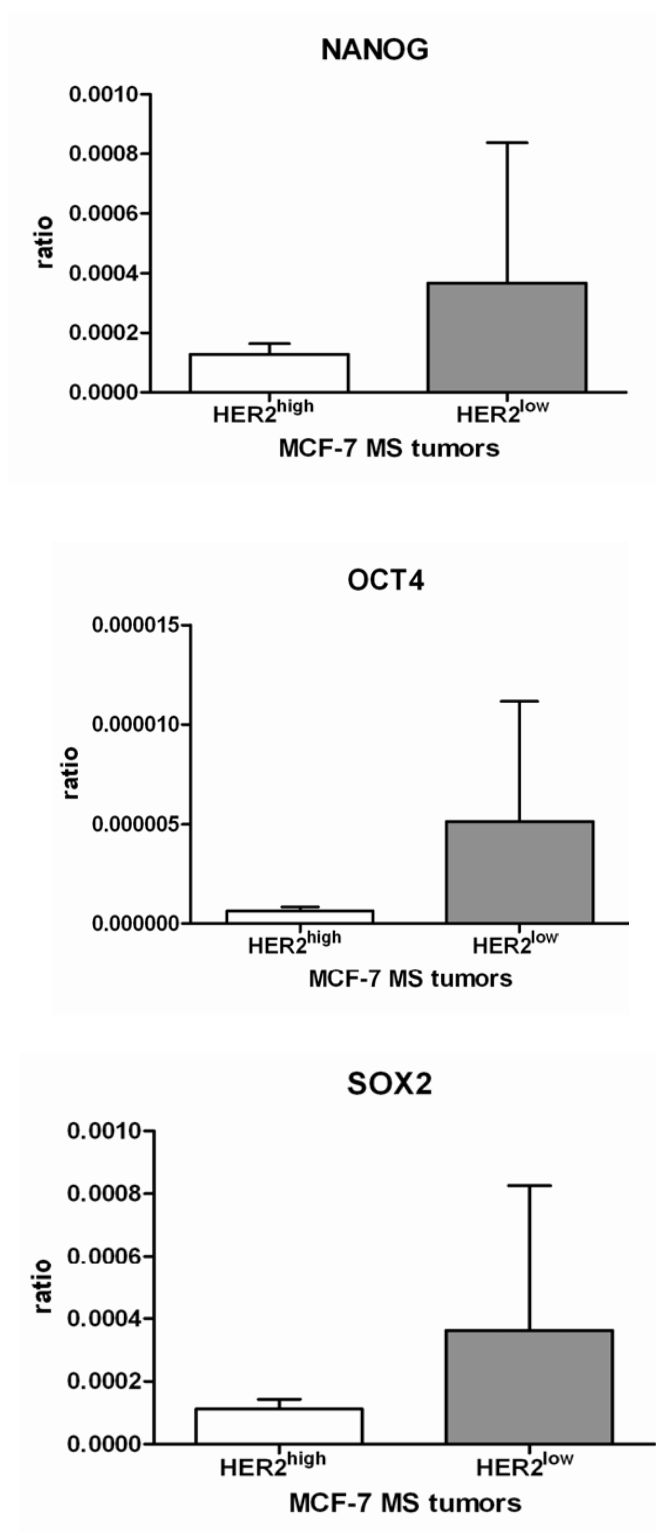 NANOG
0.0010
0.0008
0.0006
0.0004
0.0002
0.0000
ratio
HER2high HER2low
MCF-7 MS tumors
OCT4
0.000015
0.000010
0.000005
0.000000
ratio
HER2high HER2low
MCF-7 MS tumors
SOX2
0.0010
0.0008
0.0006
0.0004
0.0002
0.0000
ratio
HER2high HER2low
MCF-7 MS tumors